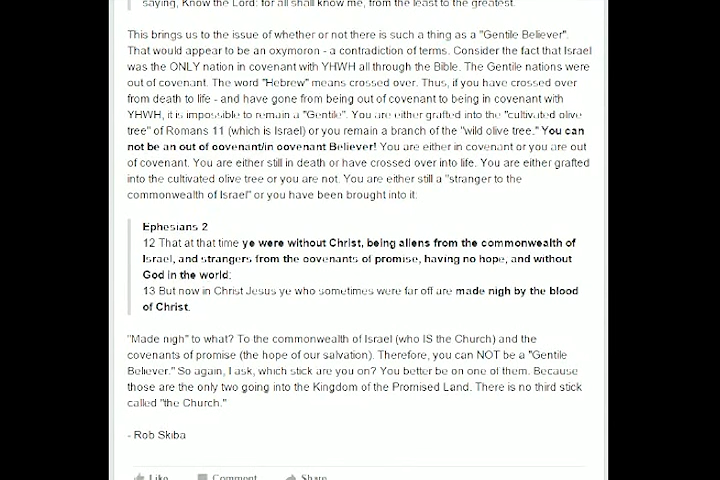 saying, Know the Lord: for all shall know me, from the least to the greatest.
This brings us to the issue of whether or not there is such a thing as a "Gentile Believer".
That would appear to be an oxymoron - a contradiction of terms. Consider the fact that Israel
was the ONLY nation in covenant with YHWH all through the Bible. The Gentile nations were
out of covenant. The word "Hebrew" means crossed over. Thus, if you have crossed over
from death to life - and have gone from being out of covenant to being in covenant with
YHWH, it is impossible to remain a "Gentile". You are either grafted into the "cultivated olive
tree" of Romans 11 (which is Israel) or you remain a branch of the "wild olive tree." You can
not be an out of covenant/in covenant Believer! You are either in covenant or you are out
of covenant. You are either still in death or have crossed over into life. You are either grafted
into the cultivated olive tree or you are not. You are either still a "stranger to the
commonwealth of Israel" or you have been brought into it:
Ephesians 2
12 That at that time ye were without Christ, being aliens from the commonwealth of
Israel, and strangers from the covenants of promise, having no hope, and without
God in the world:
13 But now in Christ Jesus ye who sometimes were far off are made nigh by the blood
of Christ.
"Made nigh" to what? To the commonwealth of Israel (who IS the Church) and the
covenants of promise (the hope of our salvation). Therefore, you can NOT be a "Gentile
Believer." So again, I ask, which stick are you on? You better be on one of them. Because
those are the only two going into the Kingdom of the Promised Land. There is no third stick
called "the Church."
- Rob Skiba
Like Comment Share